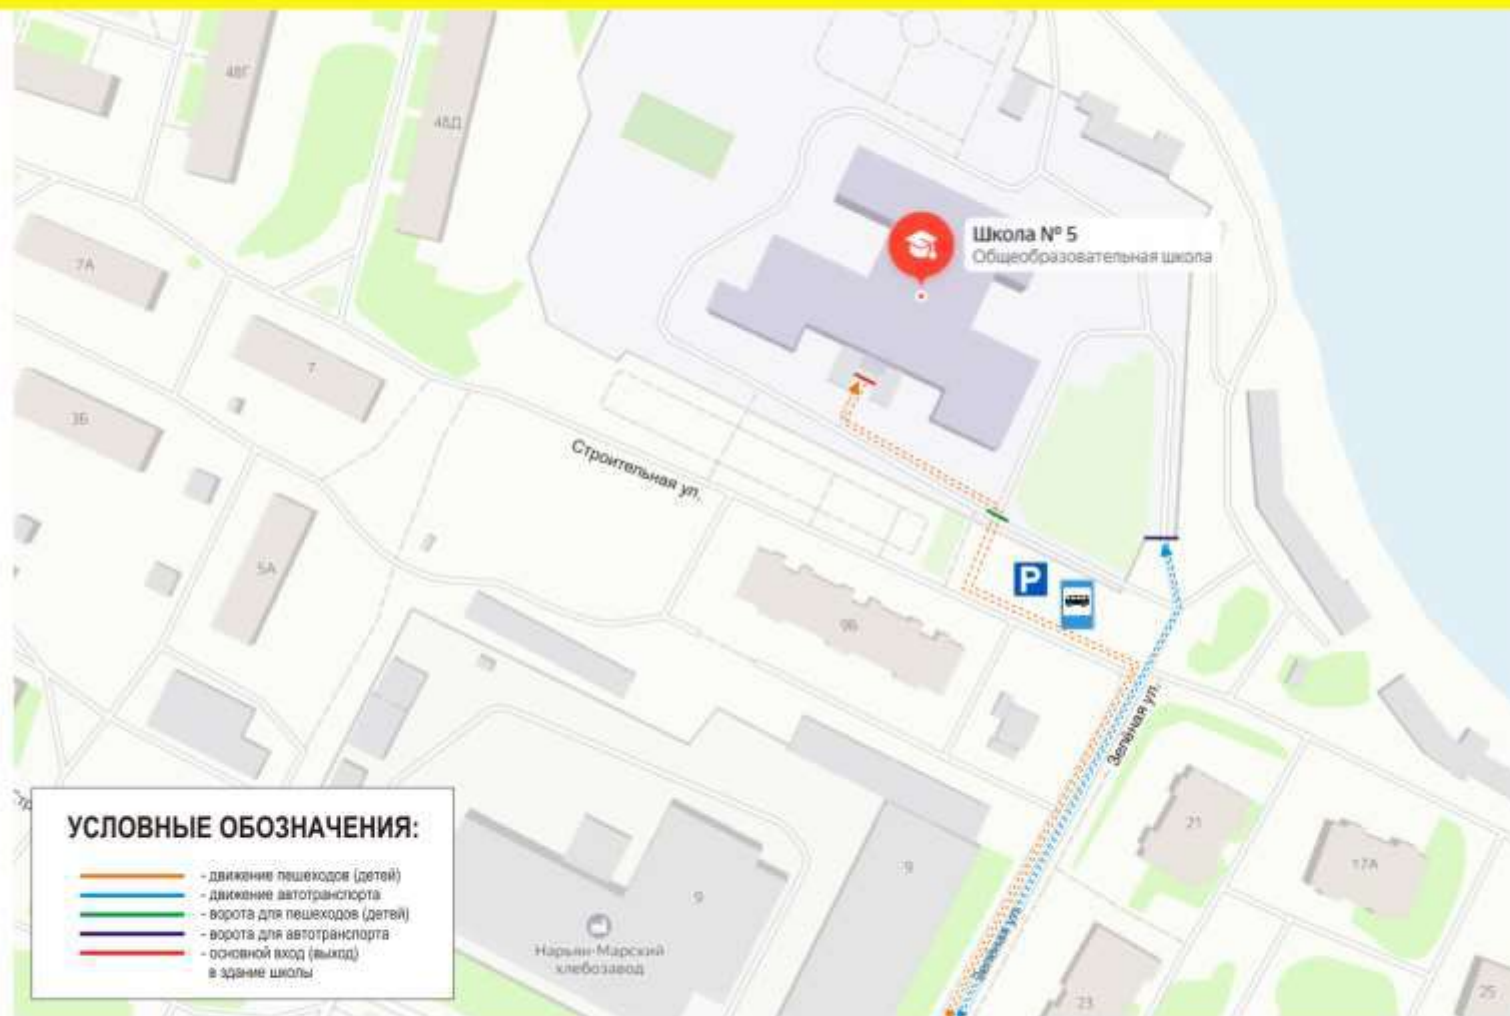 48Г
48Д
Школа № 5
Общеобразовательная школа
7А
7
3Б
Строительная ул.
5А
9Б
P
Зелёная ул.
21
17А
9
9
Нарьян-Марский
хлебозавод
Зелёная ул.
23
25
УСЛОВНЫЕ ОБОЗНАЧЕНИЯ:
- движение пешеходов (детей)
- движение автотранспорта
- ворота для пешеходов (детей)
- ворота для автотранспорта
- основной вход (выход)
в здание школы